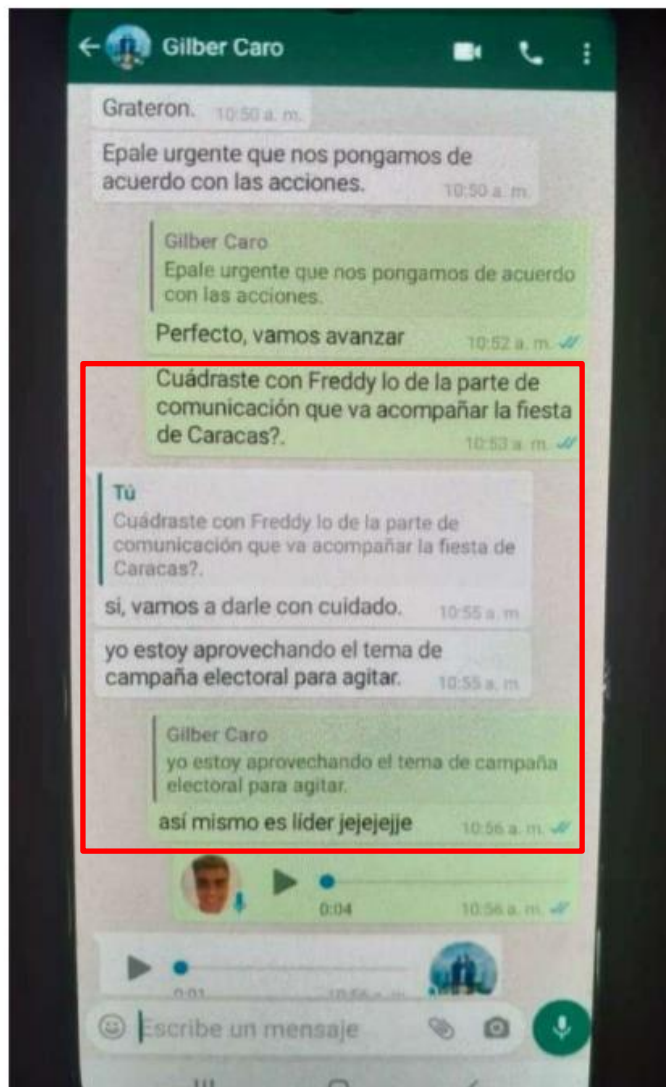 Gilber Caro
Grateron. 10:50 a. m.
Epale urgente que nos pongamos de
acuerdo con las acciones. 10:50 a. m.
Gilber Caro
Epale urgente que nos pongamos de acuerdo
con las acciones.
Perfecto, vamos avanzar 10:52 a. m.
Cuádraste con Freddy lo de la parte de
comunicación que va acompañar la fiesta
de Caracas?. 10:53 a. m.
Tú
Cuádraste con Freddy lo de la parte de
comunicación que va acompañar la fiesta de
Caracas?.
si, vamos a darle con cuidado. 10:55 a. m.
yo estoy aprovechando el tema de
campaña electoral para agitar. 10:55 a. m.
Gilber Caro
yo estoy aprovechando el tema de campaña
electoral para agitar.
así mismo es líder jejejejje 10:56 a. m.
0:04 10:56 a. m.
0:01
Escribe un mensaje